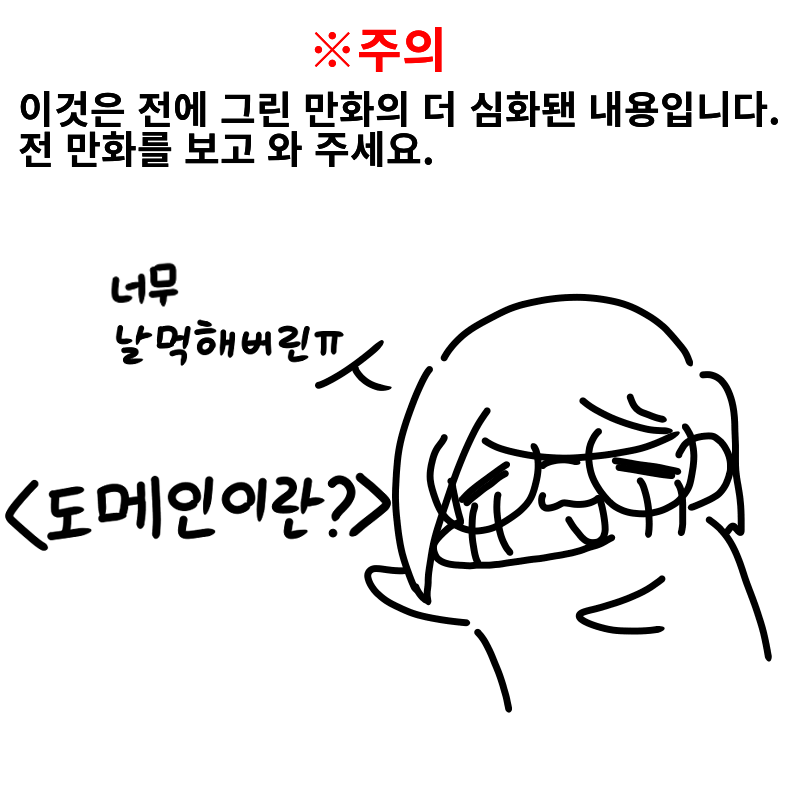 ※주의
이것은 전에 그린 만화의 더 심화됀 내용입니다.
전 만화를 보고 와 주세요.
너무
날먹해버린ㅠ
<도메인이란?>